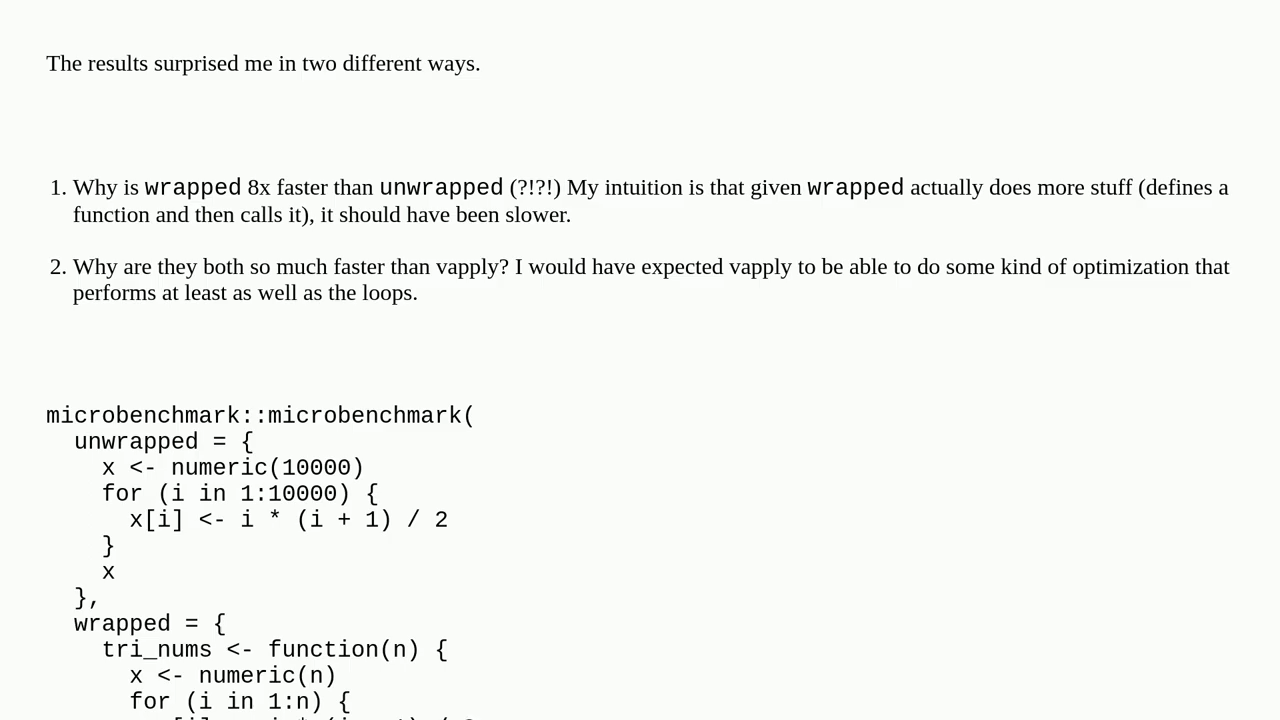 The results surprised me in two different ways.
1. Why is wrapped 8x faster than unwrapped (?!?!) My intuition is that given wrapped actually does more stuff (defines a
function and then calls it), it should have been slower.
2. Why are they both so much faster than vapply? I would have expected vapply to be able to do some kind of optimization that
performs at least as well as the loops.
microbenchmark::microbenchmark(
  unwrapped = {
    x <- numeric(10000)
    for (i in 1:10000) {
      x[i] <- i * (i + 1) / 2
    }
    x
  },
  wrapped = {
    tri_nums <- function(n) {
      x <- numeric(n)
      for (i in 1:n) {